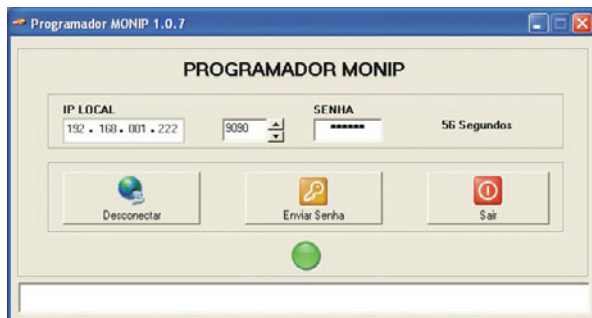 Programador MONIP 1.0.7
PROGRAMADOR MONIP
IP LOCAL SENHA
192 . 168 . 001 . 222 9090 ****** 56 Segundos
Desconectar Enviar Senha Sair